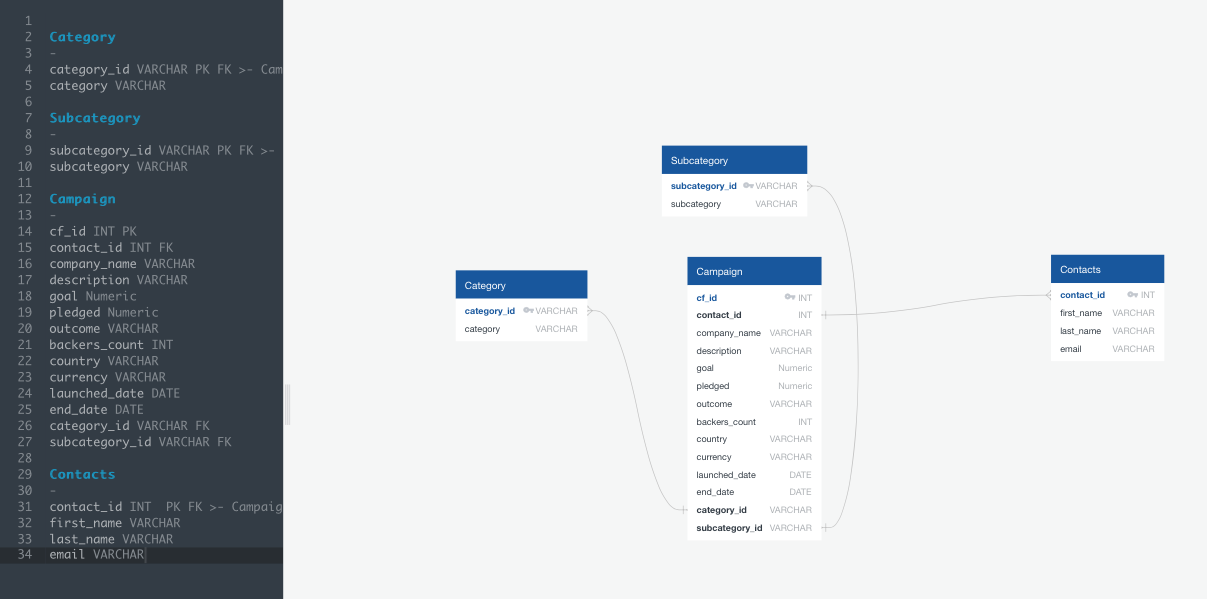 1
2 Category
3 -
4 category_id VARCHAR PK FK >- Cam
5 category VARCHAR
6
7 Subcategory
8 -
9 subcategory_id VARCHAR PK FK >-
10 subcategory VARCHAR
11
12 Campaign
13 -
14 cf_id INT PK
15 contact_id INT FK
16 company_name VARCHAR
17 description VARCHAR
18 goal Numeric
19 pledged Numeric
20 outcome VARCHAR
21 backers_count INT
22 country VARCHAR
23 currency VARCHAR
24 launched_date DATE
25 end_date DATE
26 category_id VARCHAR FK
27 subcategory_id VARCHAR FK
28
29 Contacts
30 -
31 contact_id INT  PK FK >- Campaig
32 first_name VARCHAR
33 last_name VARCHAR
34 email VARCHAR
Subcategory
subcategory_id VARCHAR
subcategory VARCHAR
Category
category_id VARCHAR
category VARCHAR
Campaign
cf_id INT
contact_id INT
company_name VARCHAR
description VARCHAR
goal Numeric
pledged Numeric
outcome VARCHAR
backers_count INT
country VARCHAR
currency VARCHAR
launched_date DATE
end_date DATE
category_id VARCHAR
subcategory_id VARCHAR
Contacts
contact_id INT
first_name VARCHAR
last_name VARCHAR
email VARCHAR